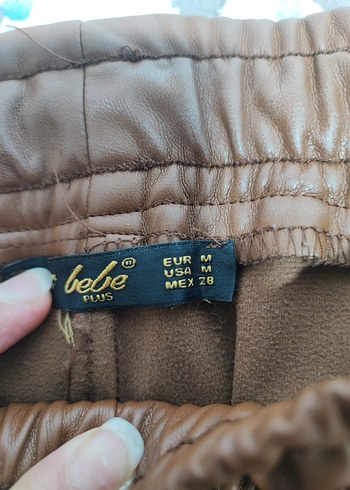 bebe
PLUS
EUR M
USA M
MEX 28